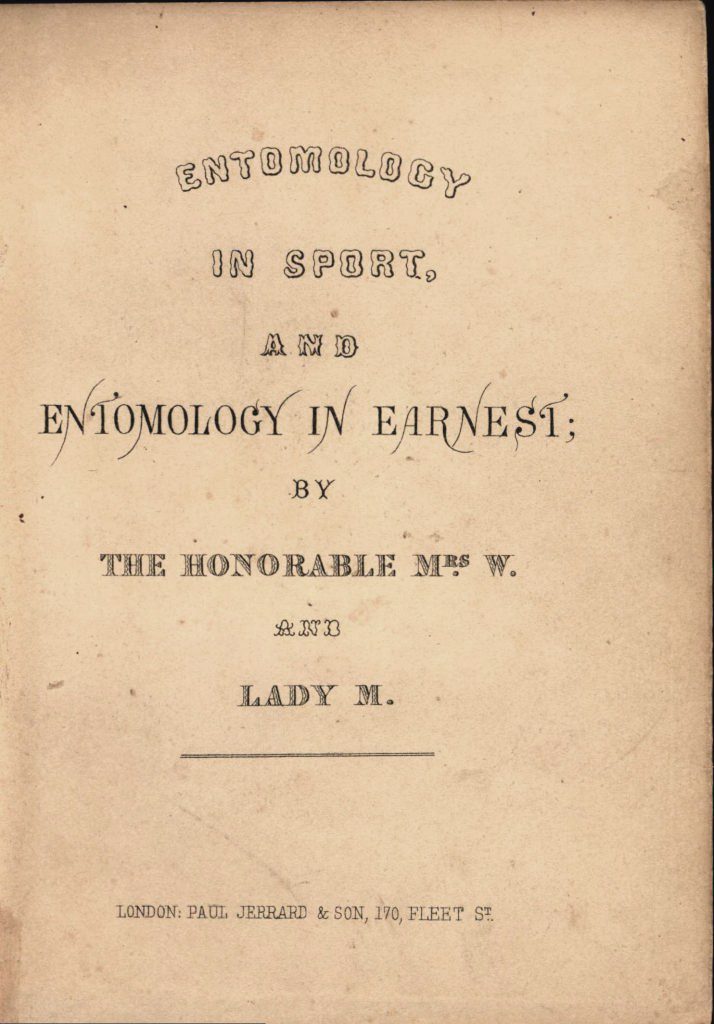 ENTOMOLOGY
IN SPORT,
AND
ENTOMOLOGY IN EARNEST;
BY
THE HONORABLE MRS. W.
AND
LADY M.
LONDON: PAUL JERRARD & SON, 170, FLEET ST.